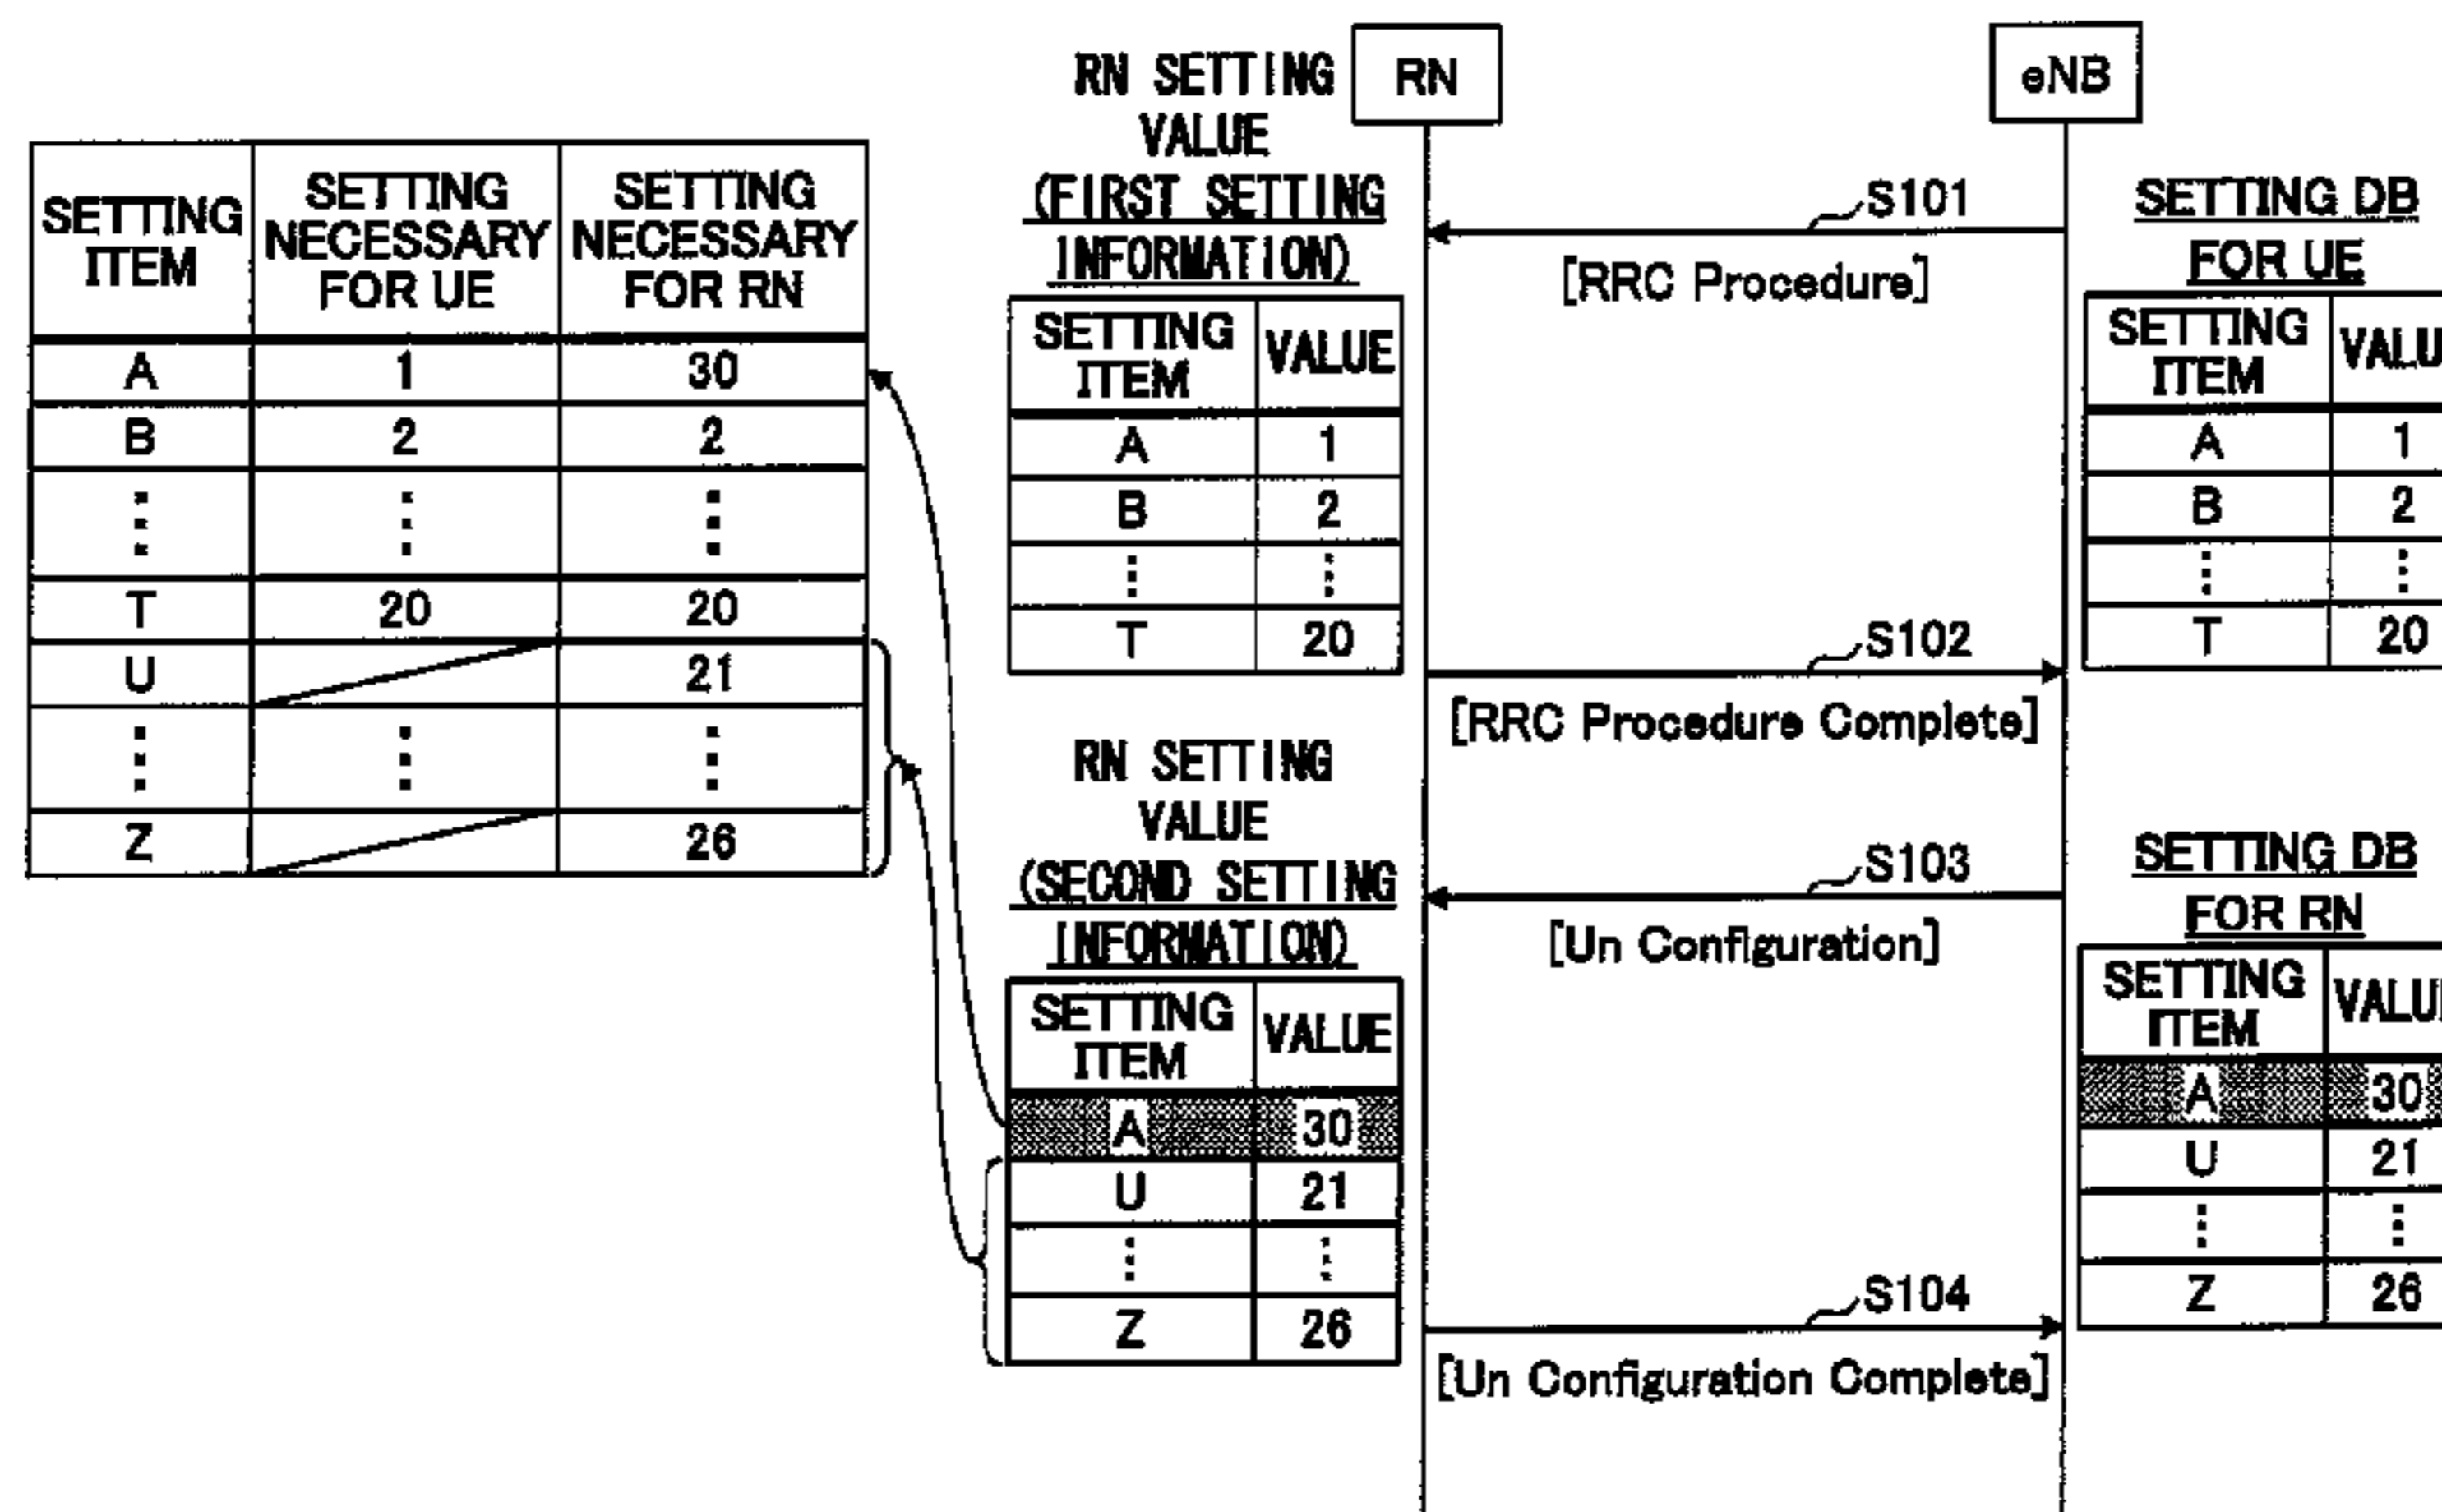 SETTING
ITEM
SETTING
NECESSARY
FOR UE
SETTING
NECESSARY
FOR RN
A 1 30
B 2 2
⋮ ⋮ ⋮
T 20 20
U 21
⋮ ⋮ ⋮
Z 26
RN SETTING
VALUE
(FIRST SETTING
INFORMATION)
SETTING
ITEM
VALUE
A 1
B 2
⋮ ⋮
T 20
RN SETTING
VALUE
(SECOND SETTING
INFORMATION)
SETTING
ITEM
VALUE
A 30
U 21
⋮ ⋮
Z 26
RN
eNB
S101
[RRC Procedure]
S102
[RRC Procedure Complete]
S103
[Un Configuration]
S104
[Un Configuration Complete]
SETTING DB
FOR UE
SETTING
ITEM
VALU
A 1
B 2
⋮ ⋮
T 20
SETTING DB
FOR RN
SETTING
ITEM
VALU
A 30
U 21
⋮ ⋮
Z 26